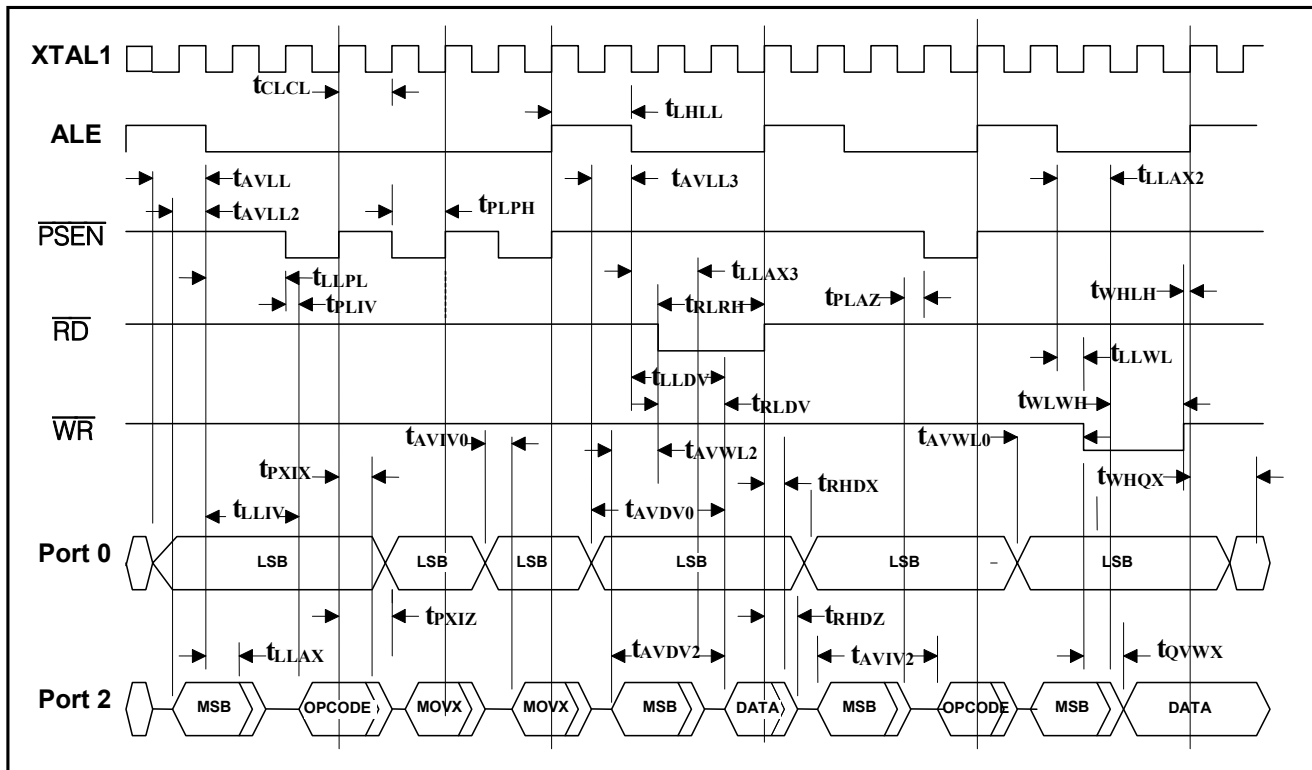 XTAL1
tCLCL
tLHLL
ALE
tAVLL
tAVLL3
tLLAX2
tAVLL2
tPLPH
PSEN
tLLPL
tLLAX3
tPLAZ
tWHLH
tPLIV
tRLRH
RD
tLLWL
tLLDV
tRLDV
tWLWH
WR
tAVIV0
tAVWL2
tAVWL0
tPXIX
tRHDX
tWHQX
tLLIV
tAVDV0
Port 0
LSB LSB LSB LSB LSB LSB
tPXIZ
tRHDZ
tLLAX
tAVDV2
tAVIV2
tQVWX
Port 2
MSB OPCODE MOVX MOVX MSB DATA MSB OPCODE MSB DATA